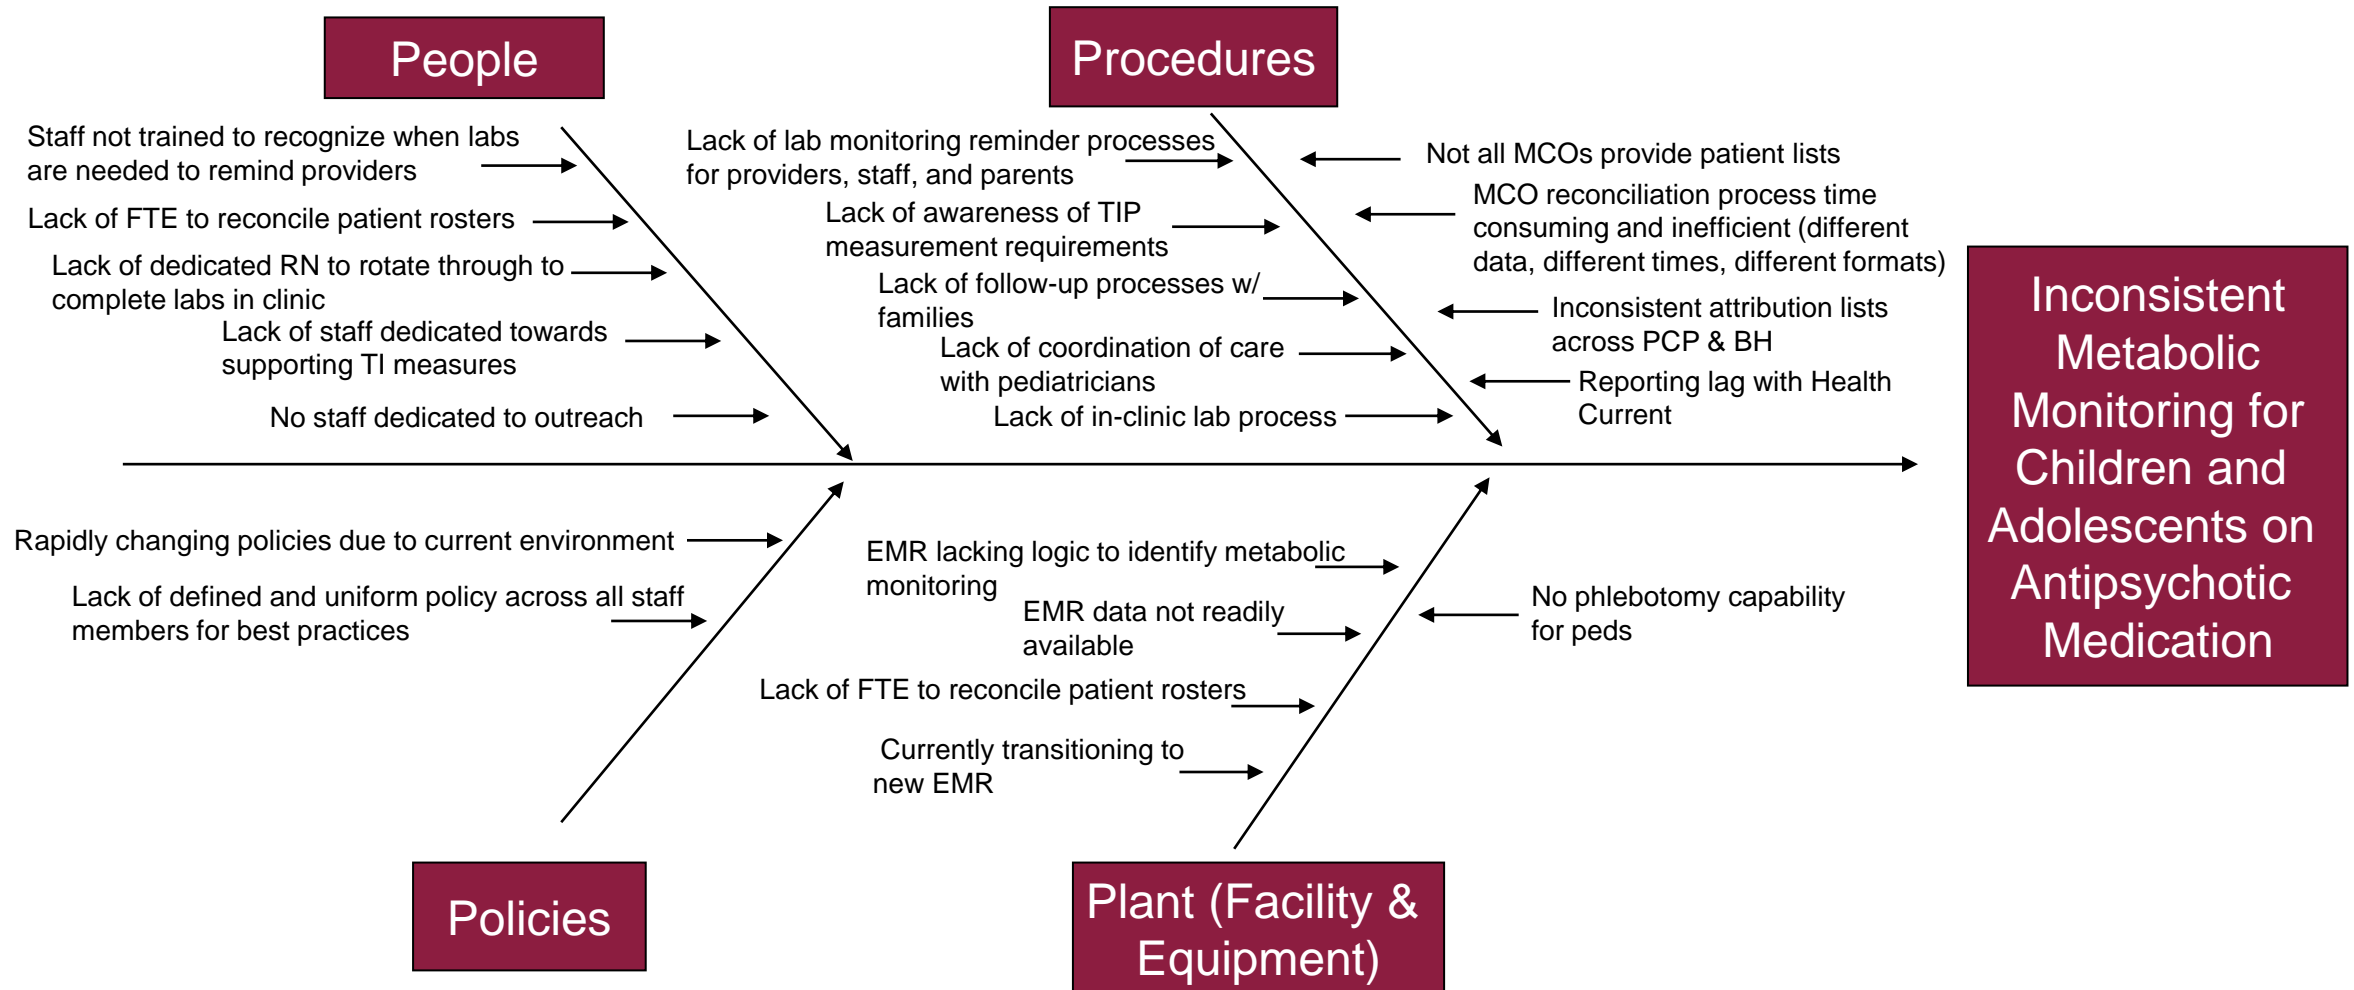 People
Procedures
Staff not trained to recognize when labs
are needed to remind providers
Lack of FTE to reconcile patient rosters
Lack of dedicated RN to rotate through to
complete labs in clinic
Lack of staff dedicated towards
supporting TI measures
No staff dedicated to outreach
Lack of lab monitoring reminder processes
for providers, staff, and parents
Lack of awareness of TIP
measurement requirements
Lack of follow-up processes w/
families
Lack of coordination of care
with pediatricians
Lack of in-clinic lab process
Not all MCOs provide patient lists
MCO reconciliation process time
consuming and inefficient (different
data, different times, different formats)
Inconsistent attribution lists
across PCP & BH
Reporting lag with Health
Current
Inconsistent
Metabolic
Monitoring for
Children and
Adolescents on
Antipsychotic
Medication
Rapidly changing policies due to current environment
Lack of defined and uniform policy across all staff
members for best practices
EMR lacking logic to identify metabolic
monitoring
EMR data not readily
available
Lack of FTE to reconcile patient rosters
Currently transitioning to
new EMR
No phlebotomy capability
for peds
Policies
Plant (Facility &
Equipment)